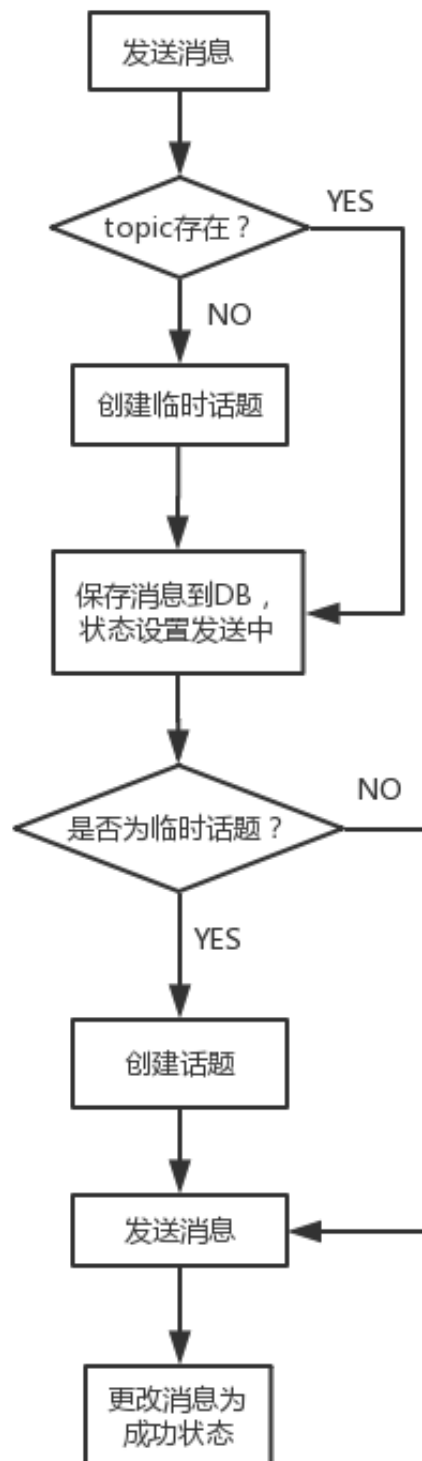 发送消息
topic存在？
YES
NO
创建临时话题
保存消息到DB，
状态设置发送中
是否为临时话题？
NO
YES
创建话题
发送消息
更改消息为
成功状态